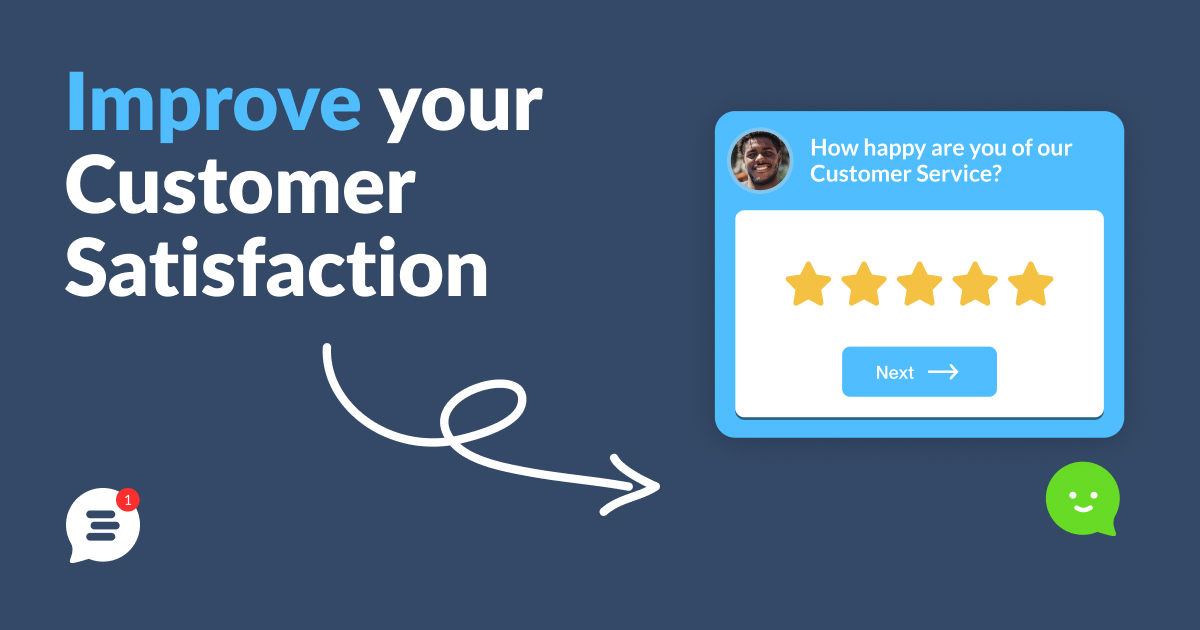 Improve your
Customer
Satisfaction
How happy are you of our
Customer Service?
Next
1